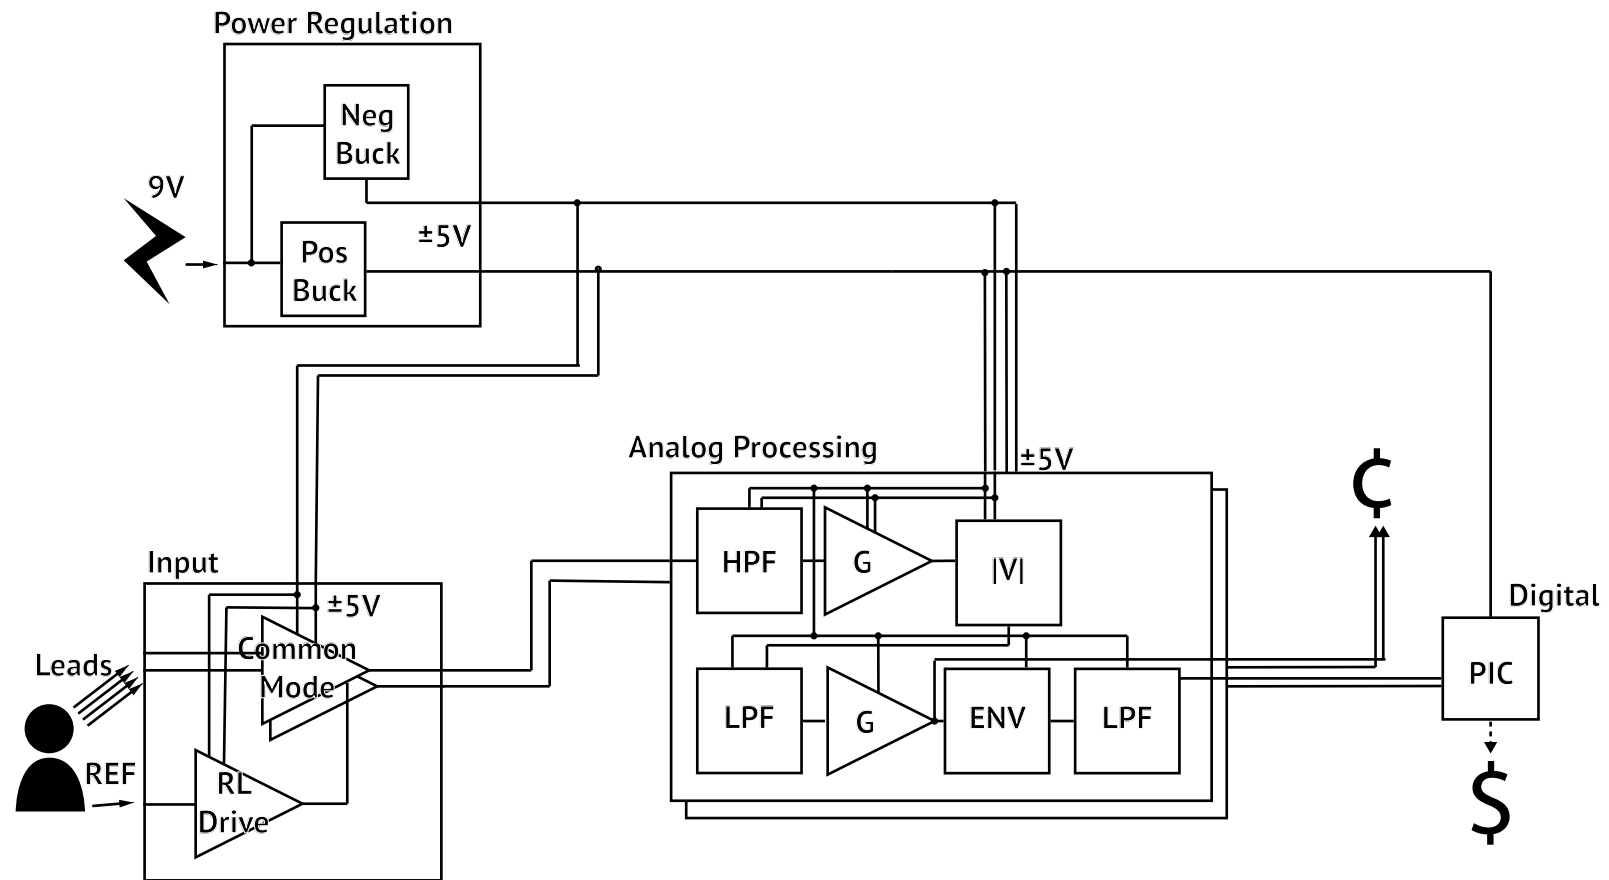 Power Regulation
Neg
Buck
9V
±5V
Pos
Buck
Analog Processing
±5V
₵
Input
±5V
HPF
G
|V|
Digital
Common
Mode
Leads
PIC
LPF
G
ENV
LPF
REF
RL
Drive
$